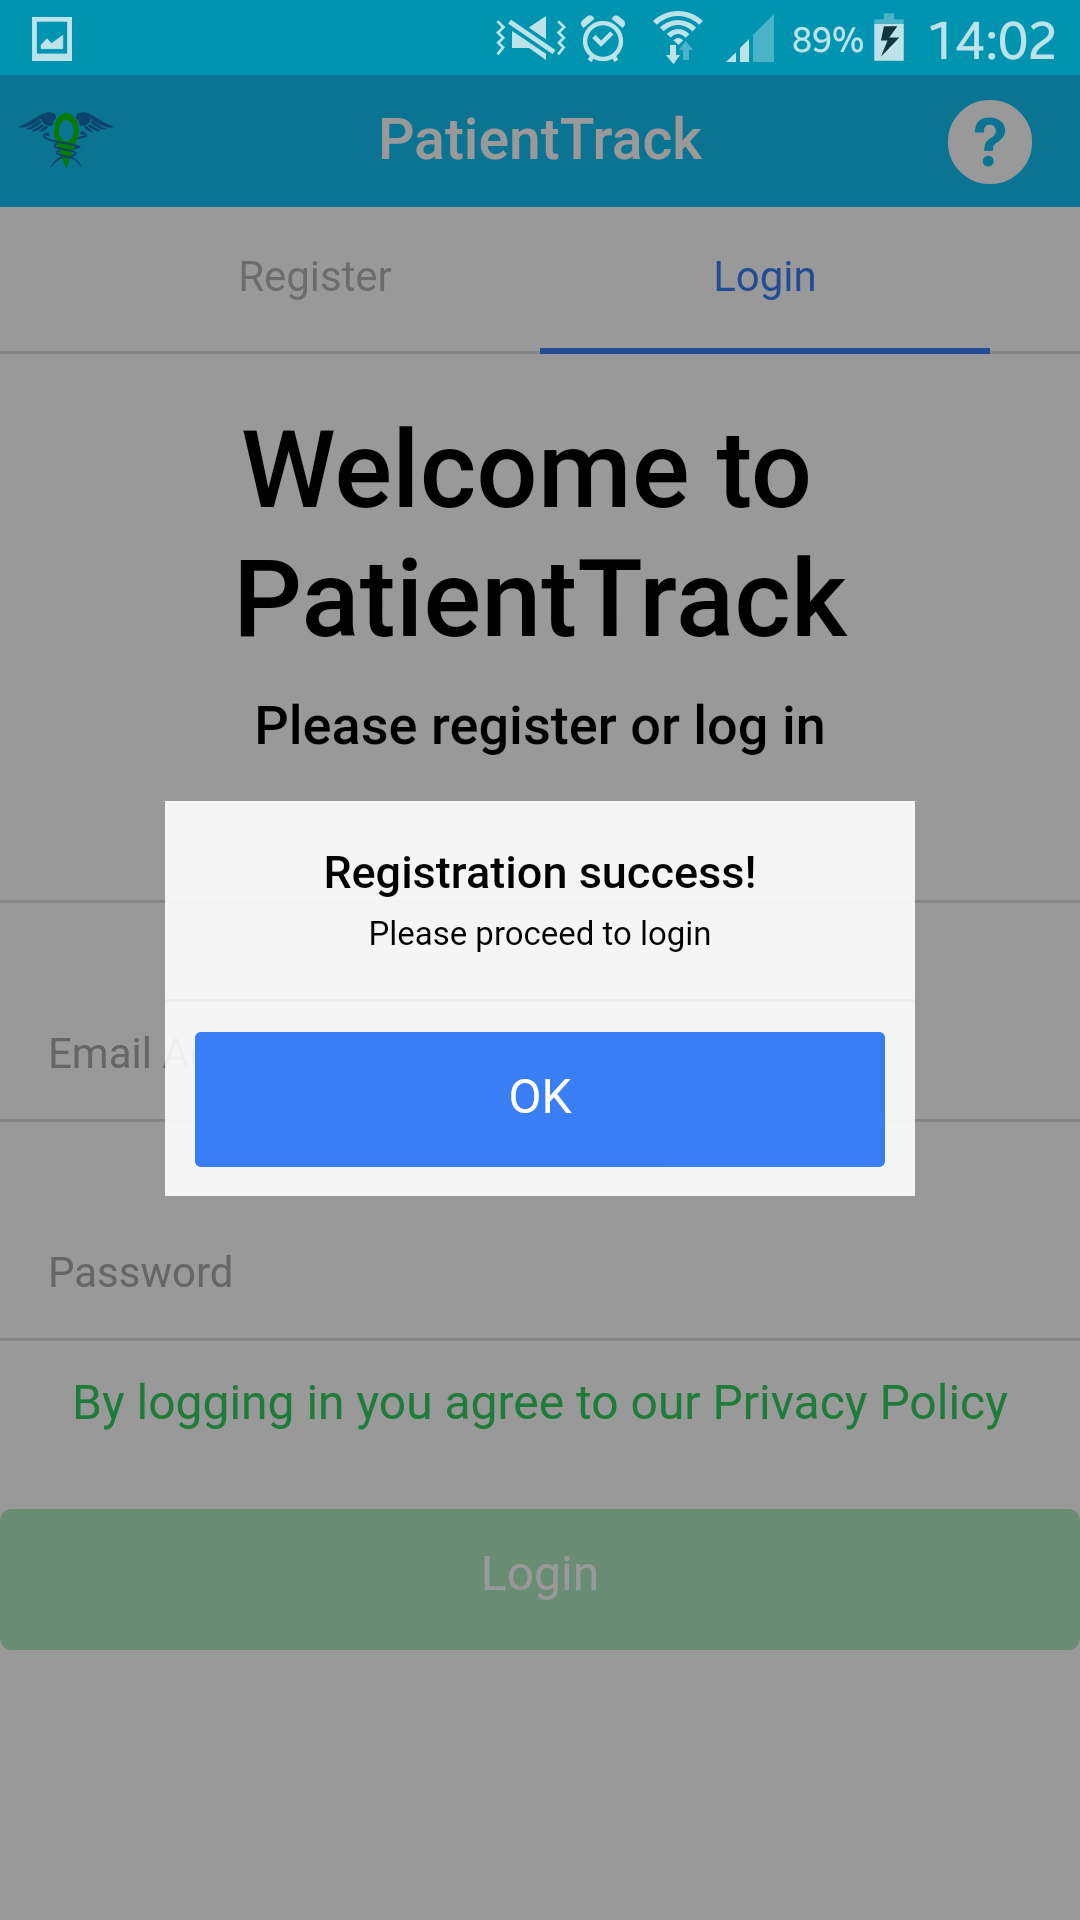 89% 14:02
PatientTrack ?
Register Login
Welcome to
PatientTrack
Please register or log in
Registration success!
Please proceed to login
Email
OK
Password
By logging in you agree to our Privacy Policy
Login